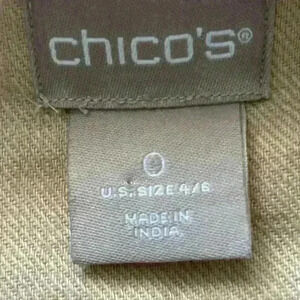 chico's®
0
U.S. SIZE 4/6
MADE IN
INDIA